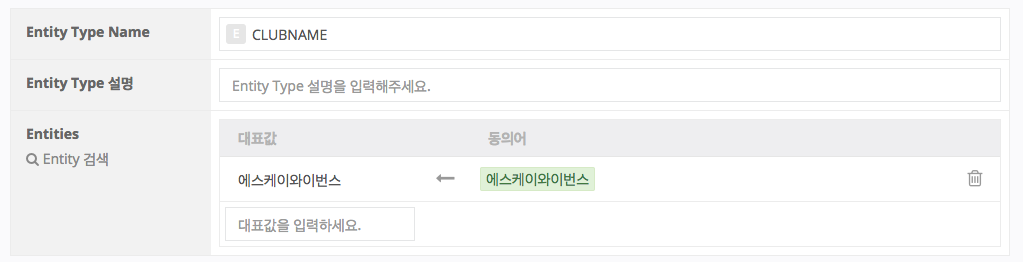 Entity Type Name
E CLUBNAME
Entity Type 설명
Entity Type 설명을 입력해주세요.
Entities
Entity 검색
대표값 동의어
에스케이와이번스 에스케이와이번스
대표값을 입력하세요.